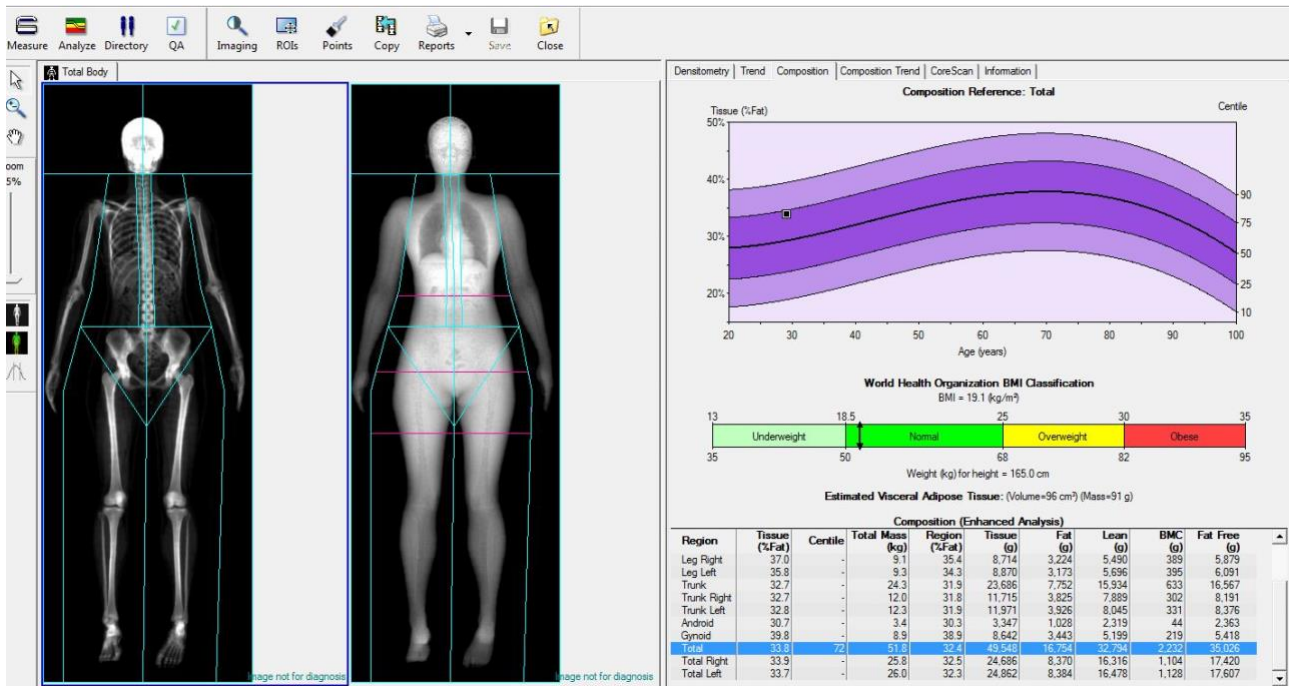 Measure Analyze Directory QA Imaging ROIs Points Copy Reports Save Close
Total Body
oom
5%
Image not for diagnosis
mage not for diagnosis
Densitometry Trend Composition Composition Trend CoreScan Information
Composition Reference: Total
Tissue (%Fat) Centile
50%
40%
30%
20%
90
75
50
25
10
20 30 40 50 60 70 80 90 100
Age (years)
World Health Organization BMI Classification
BMI = 19.1 (kg/m²)
13 18.5 25 30 35
Underweight Normal Overweight Obese
35 50 68 82 95
Weight (kg) for height = 165.0 cm
Estimated Visceral Adipose Tissue: (Volume=96 cm³) (Mass=91 g)
Composition (Enhanced Analysis)
Region Tissue (%Fat) Centile Total Mass (kg) Region (%Fat) Tissue (g) Fat (g) Lean (g) BMC (g) Fat Free (g)
Leg Right 37.0 - 9.1 35.4 8,714 3,224 5,490 389 5,879
Leg Left 35.8 - 9.3 34.3 8,870 3,173 5,696 395 6,091
Trunk 32.7 - 24.3 31.9 23,686 7,752 15,934 633 16,567
Trunk Right 32.7 - 12.0 31.8 11,715 3,825 7,889 302 8,191
Trunk Left 32.8 - 12.3 31.9 11,971 3,926 8,045 331 8,376
Android 30.7 - 3.4 30.3 3,347 1,028 2,319 44 2,363
Gynoid 39.8 - 8.9 38.9 8,642 3,443 5,199 219 5,418
Total 33.8 72 51.8 32.4 49,548 16,754 32,794 2,232 35,026
Total Right 33.9 - 25.8 32.5 24,686 8,370 16,316 1,104 17,420
Total Left 33.7 - 26.0 32.3 24,862 8,384 16,478 1,128 17,607